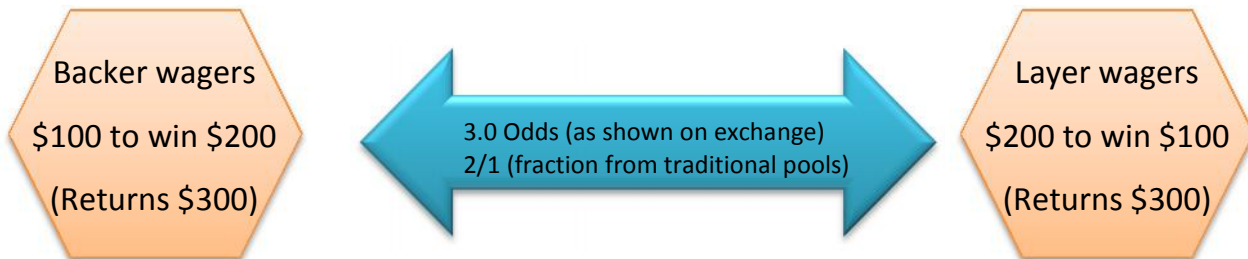 Backer wagers
$100 to win $200
(Returns $300)
3.0 Odds (as shown on exchange)
2/1 (fraction from traditional pools)
Layer wagers
$200 to win $100
(Returns $300)